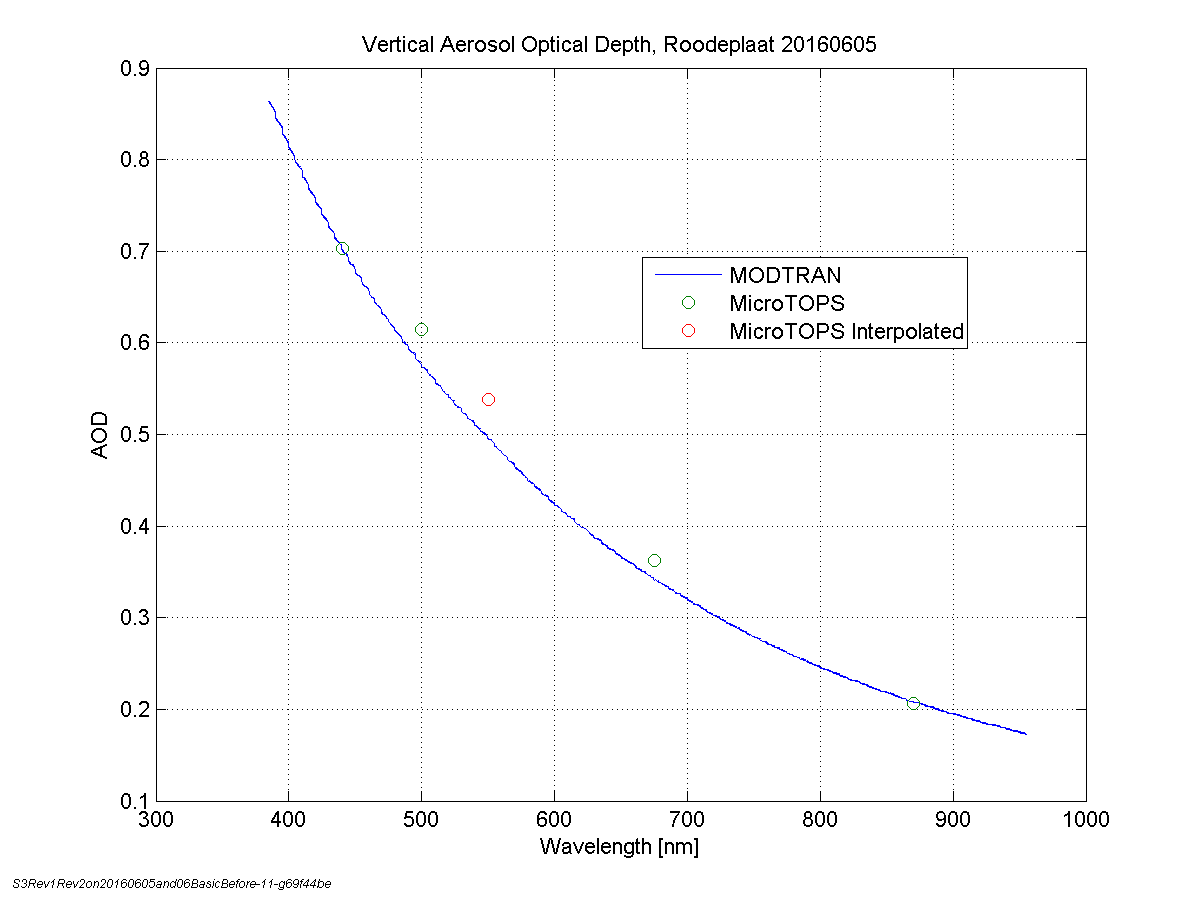 Vertical Aerosol Optical Depth, Roodeplaat 20160605
0.9
0.8
0.7
0.6
0.5
0.4
0.3
0.2
0.1
AOD
MODTRAN
MicroTOPS
MicroTOPS Interpolated
300 400 500 600 700 800 900 1000
Wavelength [nm]
S3Rev1Rev2on20160605and06BasicBefore-11-g69f44be